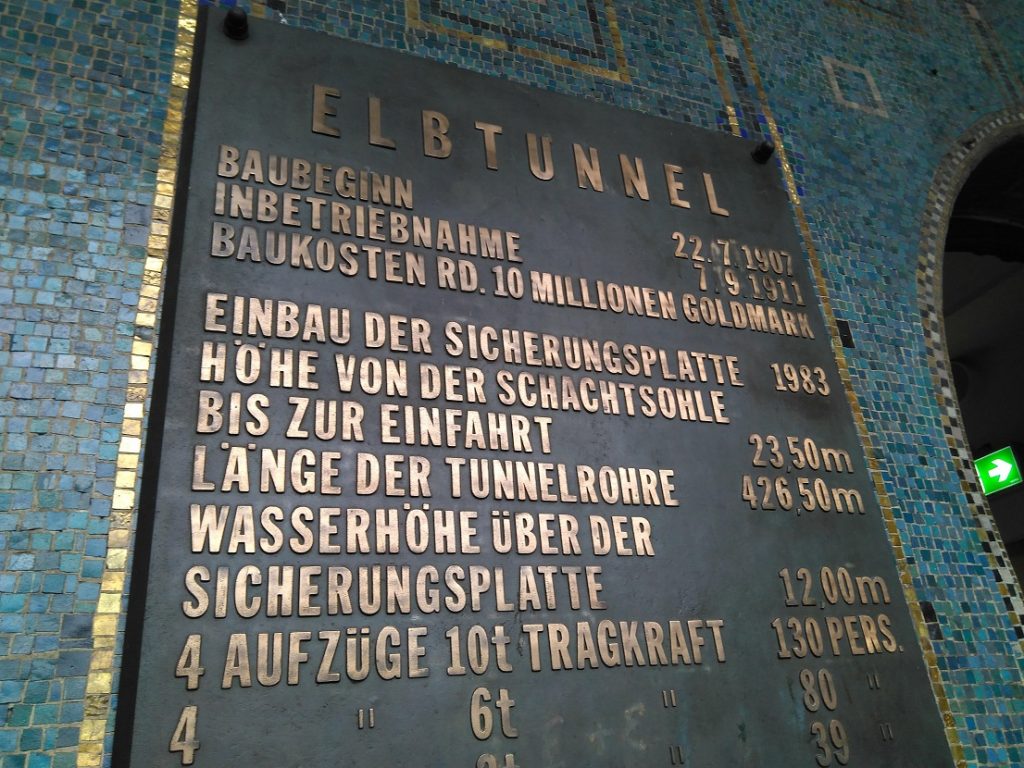 ELBTUNNEL
BAUBEGINN 22.7.1907
INBETRIEBNAHME 7.9.1911
BAUKOSTEN RD. 10 MILLIONEN GOLDMARK
EINBAU DER SICHERUNGSPLATTE 1983
HÖHE VON DER SCHACHTSOHLE
BIS ZUR EINFAHRT 23,50m
LÄNGE DER TUNNELROHRE 426,50m
WASSERHÖHE ÜBER DER
SICHERUNGSPLATTE 12,00m
4 AUFZÜGE 10t TRAGKRAFT 130 PERS.
4 " 6t " 80 "
" 39 "